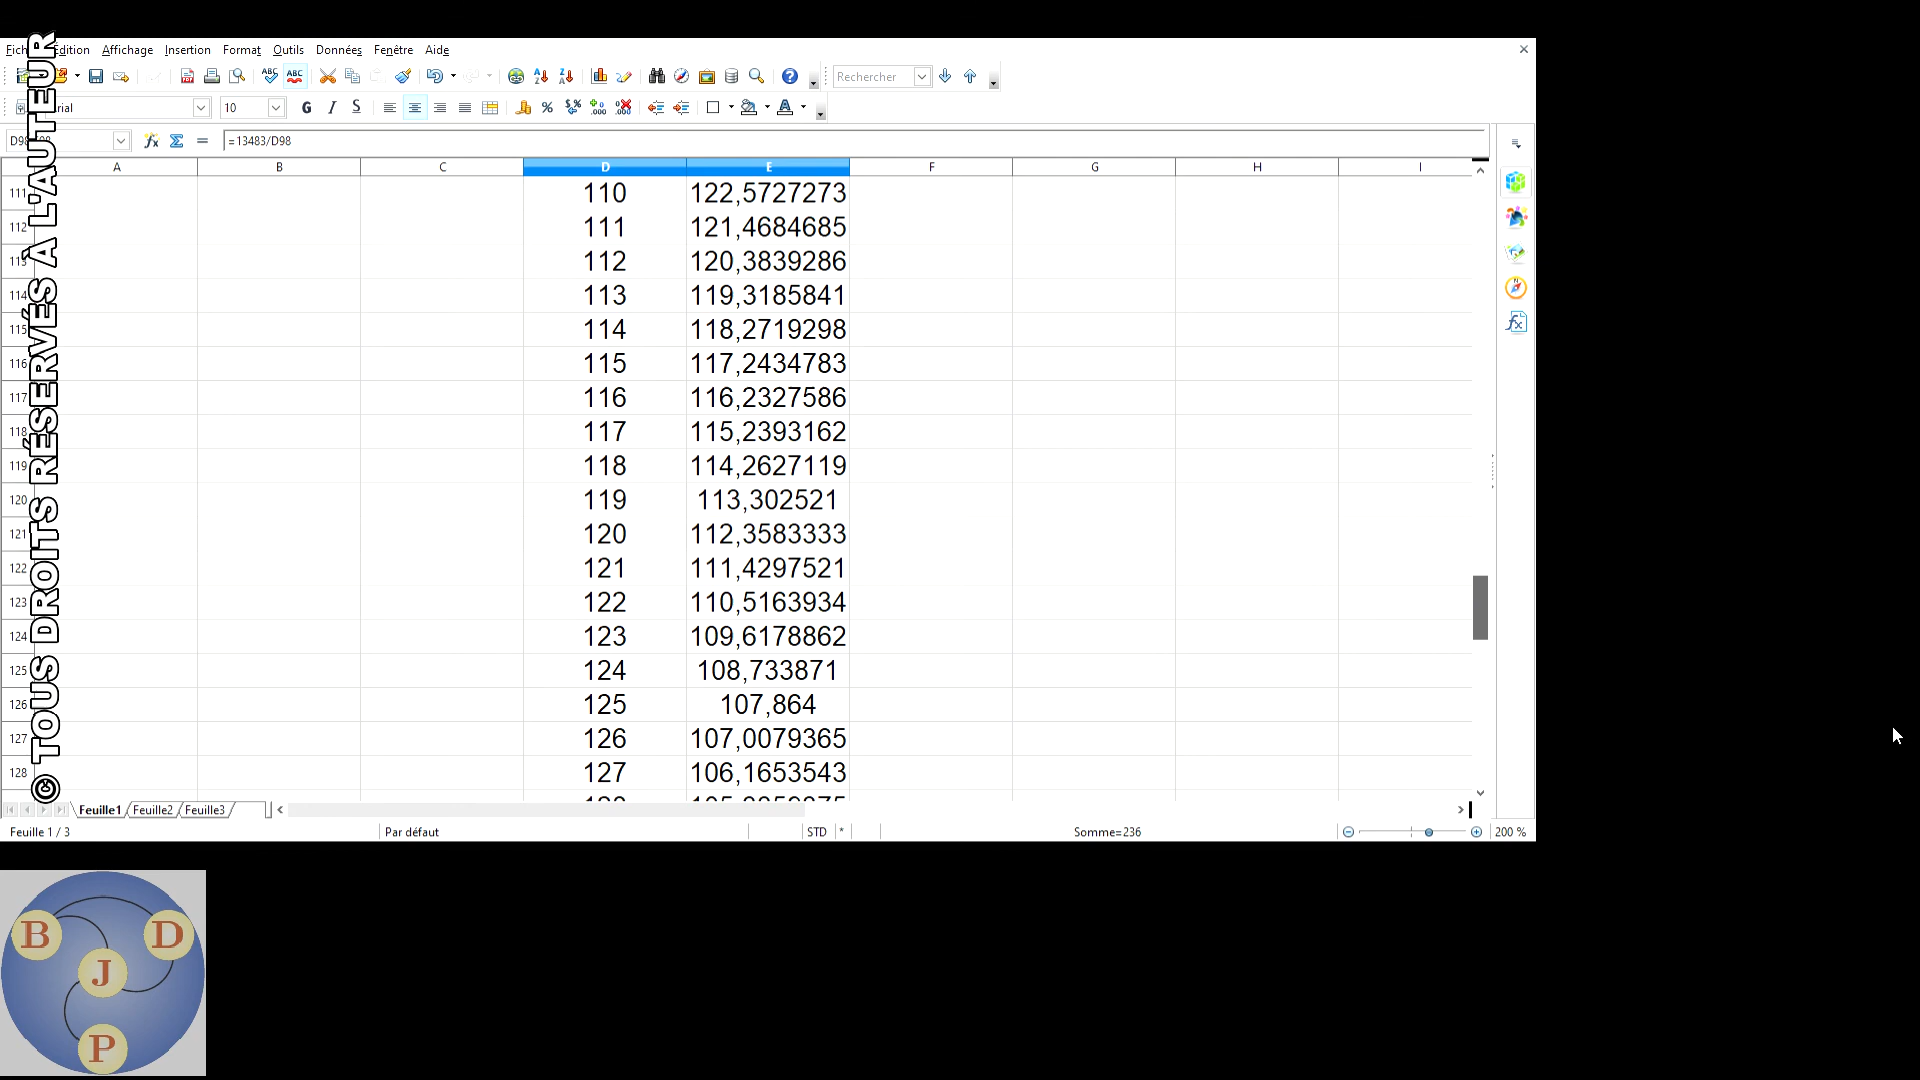 © TOUS DROITS RÉSERVÉS À L'AUTEUR
Fich Édition Affichage Insertion Format Outils Données Fenêtre Aide
Rechercher
10
=13483/D98
A B C D E F G H I
111 110 122,5727273
112 111 121,4684685
113 112 120,3839286
114 113 119,3185841
115 114 118,2719298
116 115 117,2434783
117 116 116,2327586
118 117 115,2393162
119 118 114,2627119
120 119 113,302521
121 120 112,3583333
122 121 111,4297521
123 122 110,5163934
124 123 109,6178862
125 124 108,733871
126 125 107,864
127 126 107,0079365
128 127 106,1653543
Feuille1 Feuille2 Feuille3
Feuille 1 / 3 Par défaut STD * Somme=236 200 %
B D
J
P